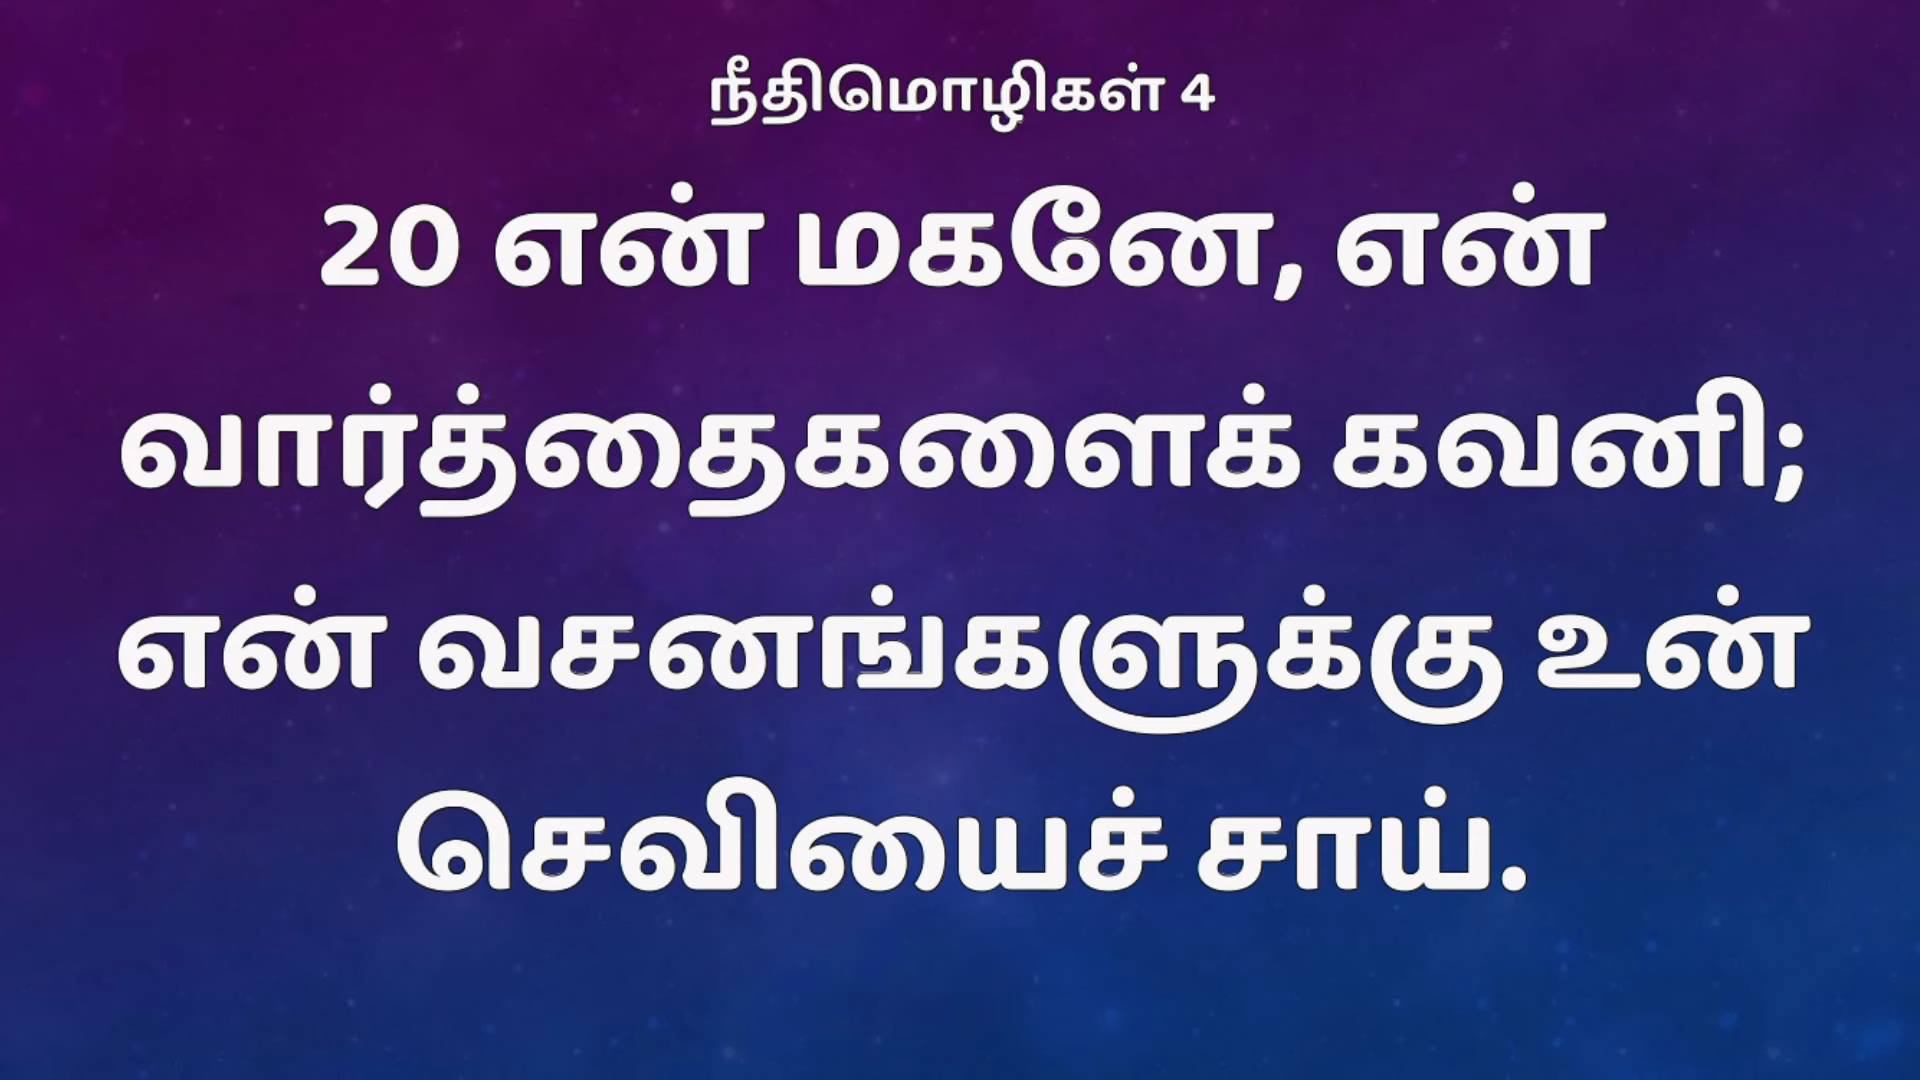 நீதிமொழிகள் 4
20 என் மகனே, என்
வார்த்தைகளைக் கவனி;
என் வசனங்களுக்கு உன்
செவியைச் சாய்.